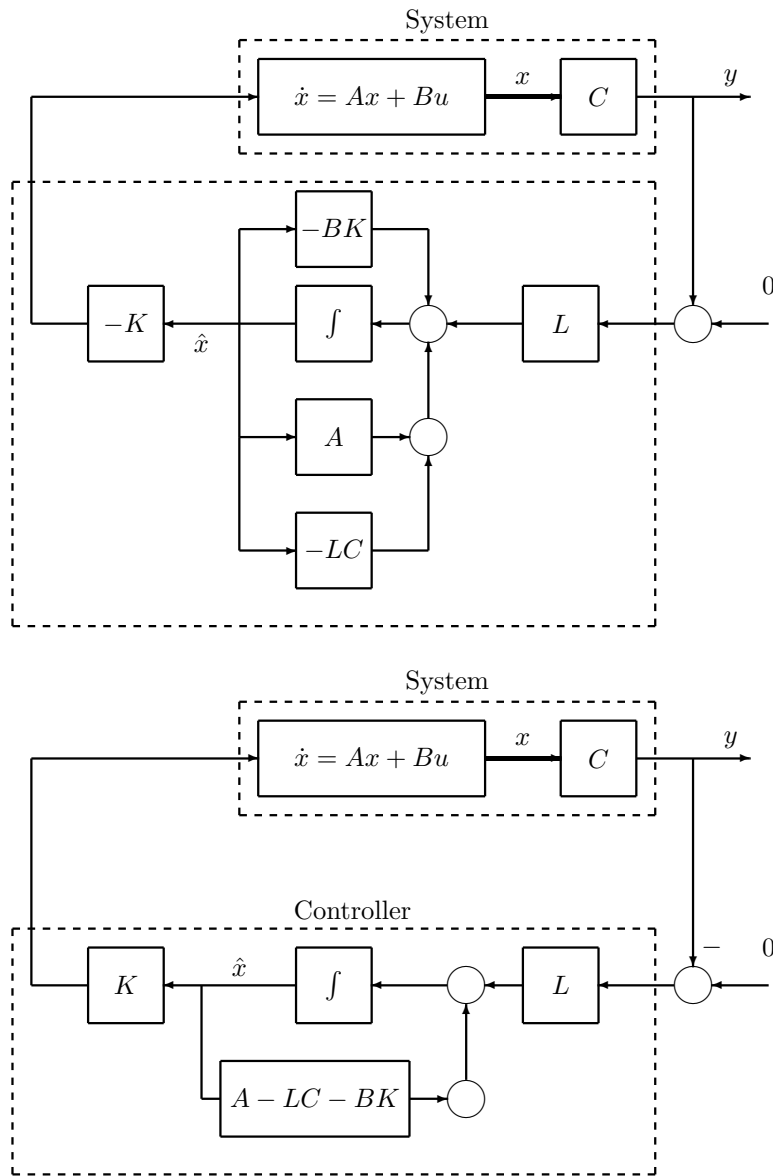 System
ẋ = Ax + Bu
x
C
y
−BK
0
−K
x̂
∫
L
A
−LC
System
ẋ = Ax + Bu
x
C
y
Controller
−
0
K
x̂
∫
L
A − LC − BK